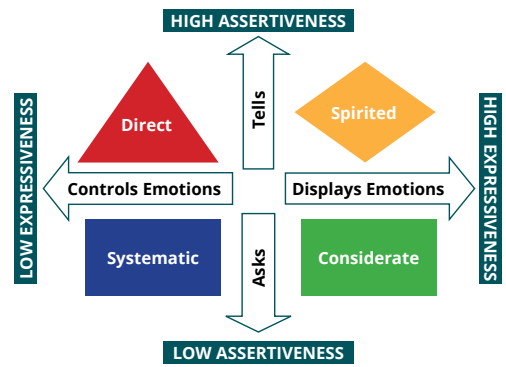 HIGH ASSERTIVENESS
Direct
Tells
Spirited
LOW EXPRESSIVENESS
Controls Emotions
Displays Emotions
HIGH EXPRESSIVENESS
Systematic
Asks
Considerate
LOW ASSERTIVENESS